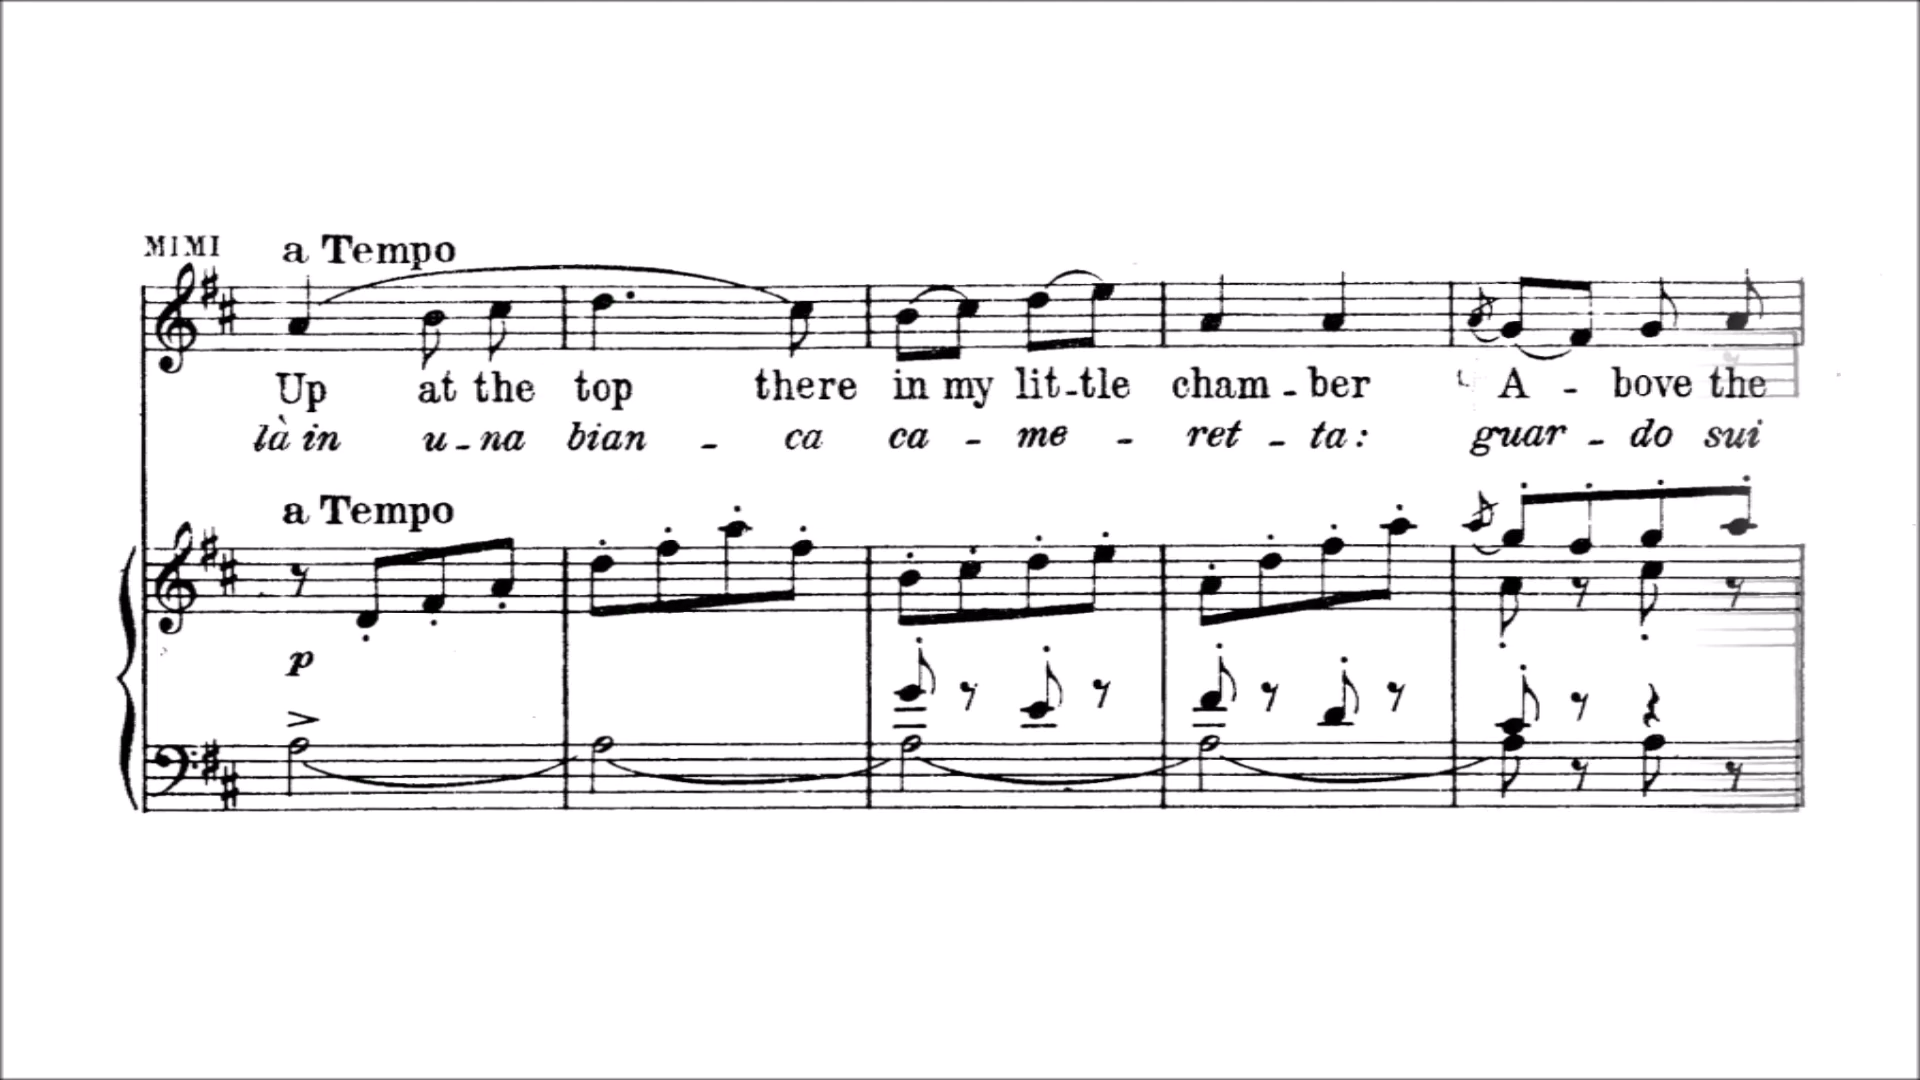 MIMI a Tempo
Up at the top there in my lit-tle cham-ber A-bove the
là in u-na bian-ca ca-me-ret-ta: guar-do sui
a Tempo
p